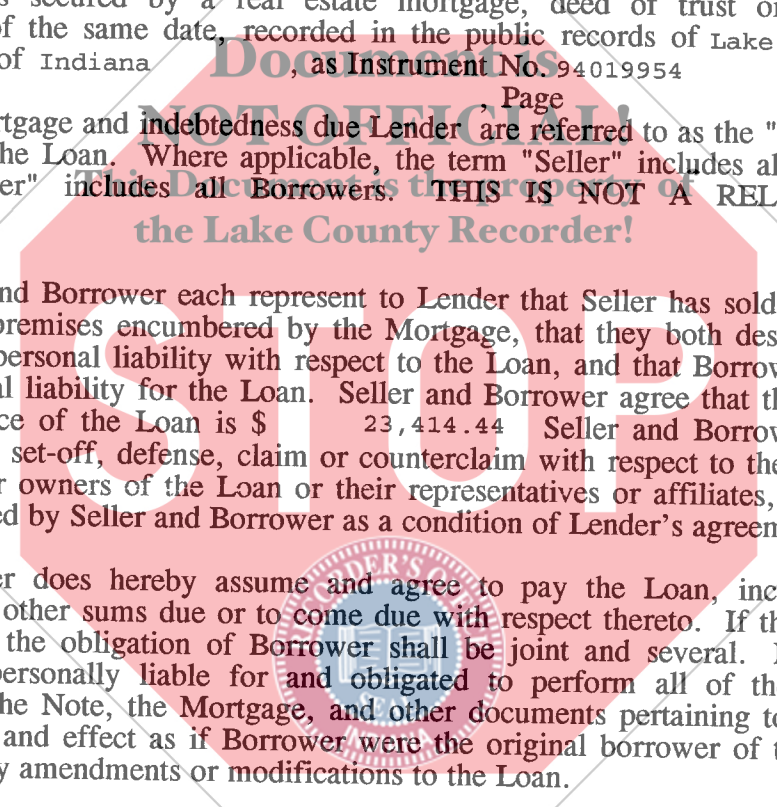 secured by a real estate mortgage, deed of trust or
of the same date, recorded in the public records of Lake
of Indiana , as Instrument No. 94019954
, Page
rtgage and indebtedness due Lender are referred to as the "
he Loan. Where applicable, the term "Seller" includes al
er" includes all Borrowers. THIS IS NOT A REL
Document is
NOT OFFICIAL!
This Document is the property of
the Lake County Recorder!
nd Borrower each represent to Lender that Seller has sold
premises encumbered by the Mortgage, that they both des
personal liability with respect to the Loan, and that Borrow
al liability for the Loan. Seller and Borrower agree that th
ce of the Loan is $ 23,414.44 Seller and Borrow
set-off, defense, claim or counterclaim with respect to the
r owners of the Loan or their representatives or affiliates,
ed by Seller and Borrower as a condition of Lender's agreem
STOP
er does hereby assume and agree to pay the Loan, inc
other sums due or to come due with respect thereto. If th
the obligation of Borrower shall be joint and several.
personally liable for and obligated to perform all of th
he Note, the Mortgage, and other documents pertaining to
and effect as if Borrower were the original borrower of t
y amendments or modifications to the Loan.
RECORDER'S OFFICE
SEAL
INDIANA